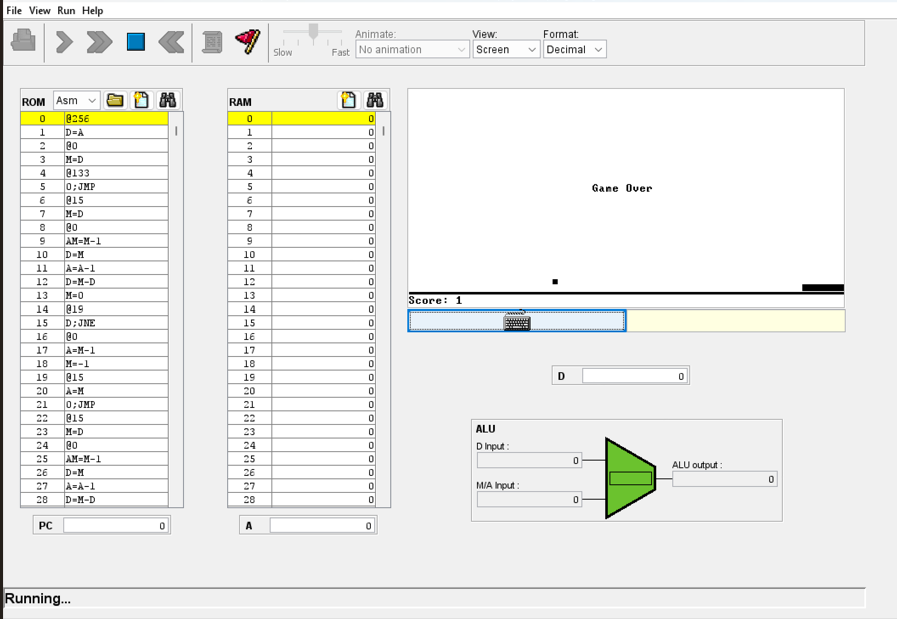 File View Run Help
Animate: View: Format:
Slow Fast No animation Screen Decimal
ROM Asm
0 @256
1 D=A
2 @0
3 M=D
4 @133
5 0;JMP
6 @15
7 M=D
8 @0
9 AM=M-1
10 D=M
11 A=A-1
12 D=M-D
13 M=0
14 @19
15 D;JNE
16 @0
17 A=M-1
18 M=-1
19 @15
20 A=M
21 0;JMP
22 @15
23 M=D
24 @0
25 AM=M-1
26 D=M
27 A=A-1
28 D=M-D
PC 0
RAM
0 0
1 0
2 0
3 0
4 0
5 0
6 0
7 0
8 0
9 0
10 0
11 0
12 0
13 0
14 0
15 0
16 0
17 0
18 0
19 0
20 0
21 0
22 0
23 0
24 0
25 0
26 0
27 0
28 0
A 0
Game Over
Score: 1
D 0
ALU
D Input :
0
M/A Input :
0
ALU output :
0
Running...